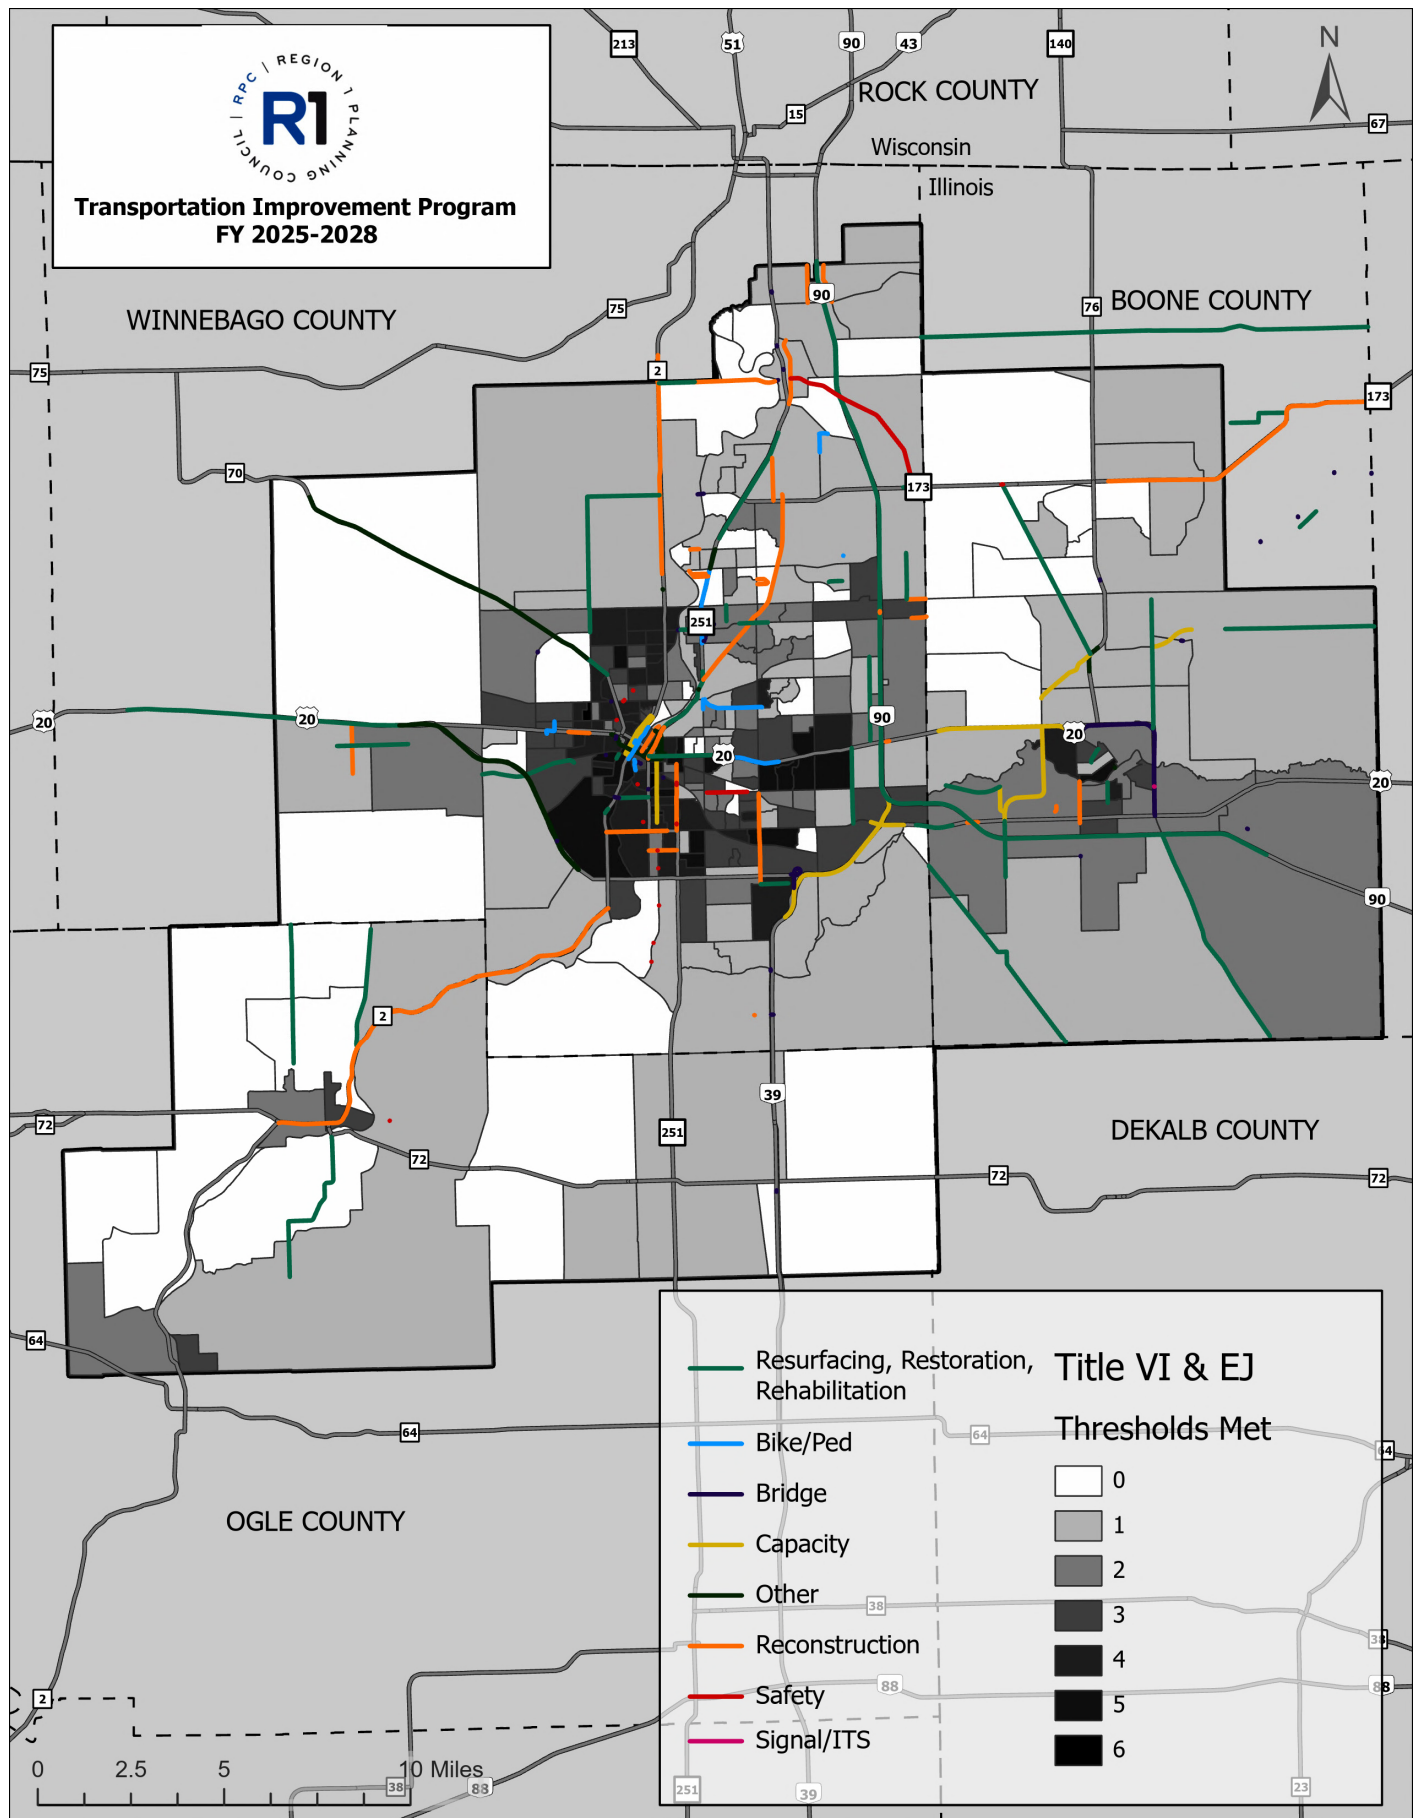 213
51
90
43
140
N
RPC | REGION 1 PLANNING COUNCIL |
R1
Transportation Improvement Program
FY 2025-2028
ROCK COUNTY
15
67
Wisconsin
Illinois
90
WINNEBAGO COUNTY
75
76
BOONE COUNTY
75
2
173
70
173
251
20
20
90
20
20
20
90
2
39
72
251
DEKALB COUNTY
72
72
72
64
Resurfacing, Restoration,
Rehabilitation
Bike/Ped
Bridge
Capacity
Other
Reconstruction
Safety
Signal/ITS
Title VI & EJ
Thresholds Met
0
1
2
3
4
5
6
64
64
64
OGLE COUNTY
38
38
88
88
2
0 2.5 5 10 Miles
38
88
251
39
23